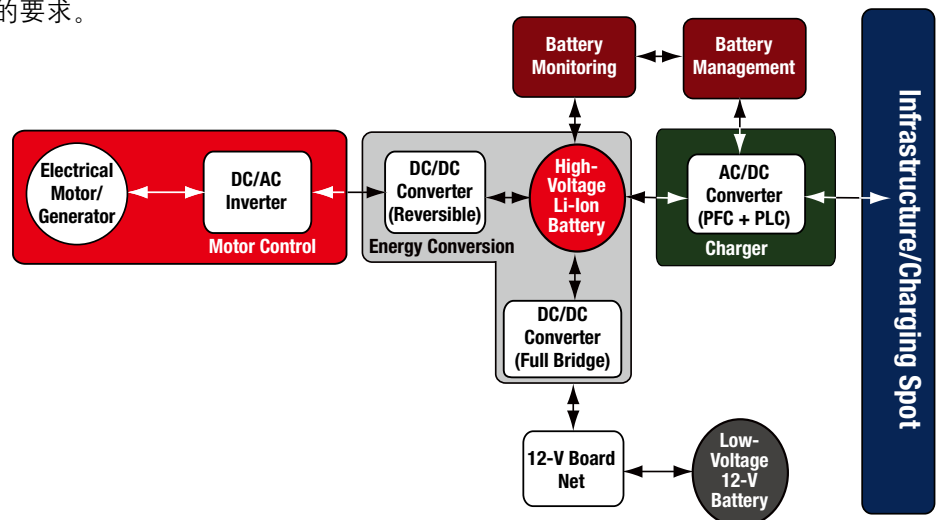 的要求。
Battery
Monitoring
Battery
Management
Electrical
Motor/
Generator
DC/AC
Inverter
Motor Control
DC/DC
Converter
(Reversible)
Energy Conversion
High-
Voltage
Li-Ion
Battery
AC/DC
Converter
(PFC + PLC)
Charger
Infrastructure/Charging Spot
DC/DC
Converter
(Full Bridge)
12-V Board
Net
Low-
Voltage
12-V
Battery